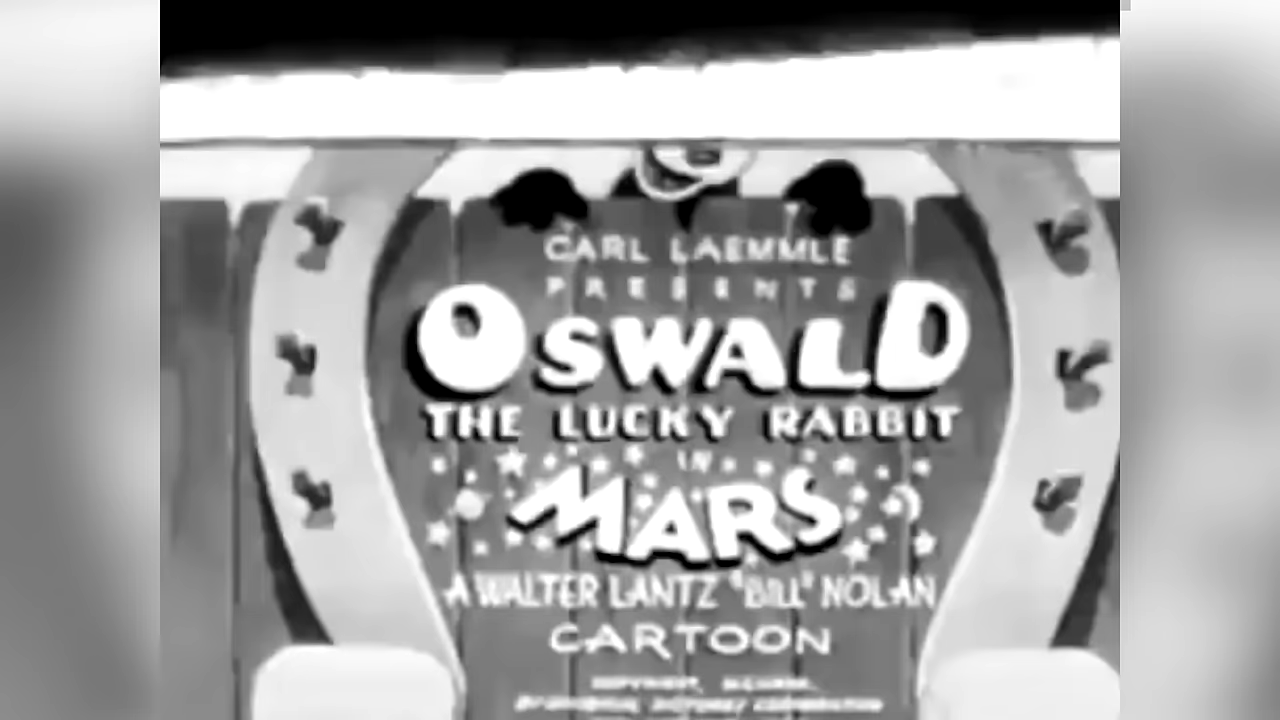 CARL LAEMMLE
PRESENTS
OSWALD
THE LUCKY RABBIT
IN
MARS
A WALTER LANTZ "BILL" NOLAN
CARTOON